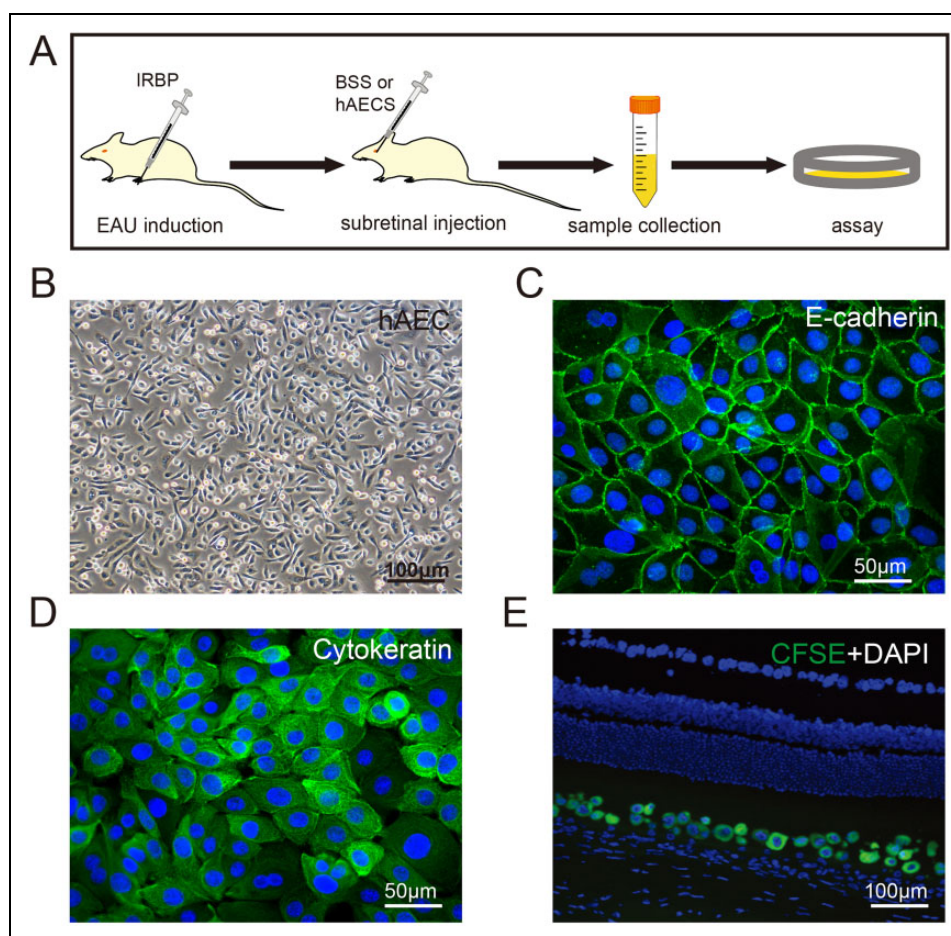 A
IRBP
BSS or
hAECS
EAU induction
subretinal injection
sample collection
assay
B
hAEC
100μm
C
E-cadherin
50μm
D
Cytokeratin
50μm
E
CFSE+DAPI
100μm